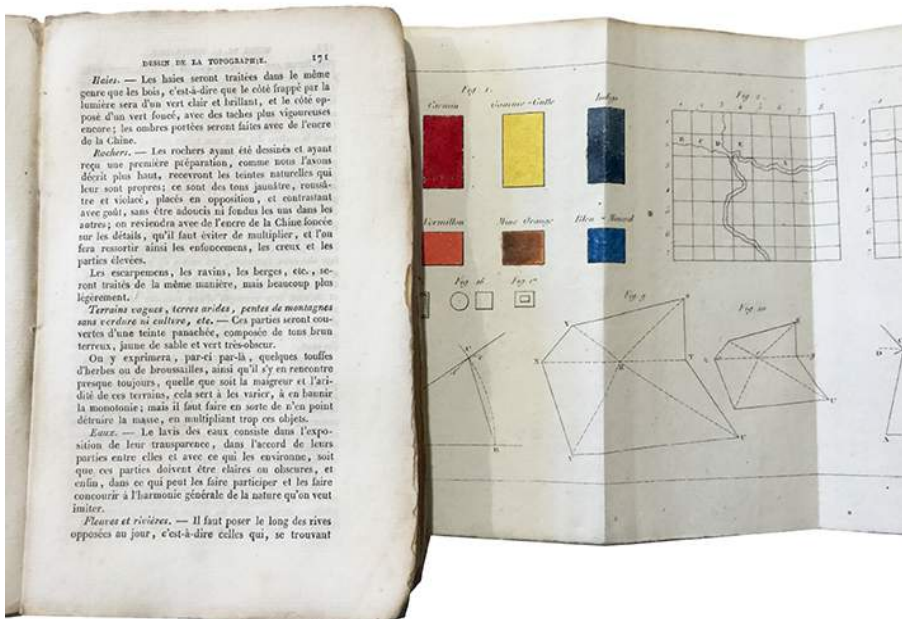 DESSIN DE LA TOPOGRAPHIE. 171
Haies. — Les haies seront traitées dans le même
genre que les bois, c'est-à-dire que le côté frappé par la
lumière sera d'un vert clair et brillant, et le côté op-
posé d'un vert foncé, avec des taches plus vigoureuses
encore; les ombres portées seront faites avec de l'encre
de la Chine.
Rochers. — Les rochers ayant été dessinés et ayant
reçu une première préparation, comme nous l'avons
décrit plus haut, recevront les teintes naturelles qui
leur sont propres; ce sont des tons jaunâtre, roussâ-
tre et violacé, placés en opposition, et contrastant
avec goût, sans être adoucis ni fondus les uns dans les
autres; on reviendra avec de l'encre de la Chine foncée
sur les détails, qu'il faut éviter de multiplier, et l'on
fera ressortir ainsi les enfoncemens, les creux et les
parties élevées.
Les escarpemens, les ravins, les berges, etc., se-
ront traités de la même manière, mais beaucoup plus
légèrement.
Terrains vagues, terres arides, pentes de montagnes
sans verdure ni culture, etc. — Ces parties seront cou-
vertes d'une teinte panachée, composée de tons brun
terreux, jaune de sable et vert très-obscur.
On y exprimera, par-ci par-là, quelques touffes
d'herbes ou de broussailles, ainsi qu'il s'y en rencontre
presque toujours, quelle que soit la maigreur et l'ari-
dité de ces terrains, cela sert à les varier, à en bannir
la monotonie; mais il faut faire en sorte de n'en point
détruire la masse, en multipliant trop ces objets.
Eaux. — Le lavis des eaux consiste dans l'expo-
sition de leur transparence, dans l'accord de leurs
parties entre elles et avec ce qui les environne, soit
que ces parties doivent être claires ou obscures, et
enfin, dans ce qui peut les faire participer et les faire
concourir à l'harmonie générale de la nature qu'on veut
imiter.
Fleuves et rivières. — Il faut poser le long des rives
opposées au jour, c'est-à-dire celles qui, se trouvant
Fig. 1.
Carmin Gomme-Gutte Indigo
Vermillon Mine Orange Bleu-Minéral
Fig. 2.
Fig. 16 Fig. 17
Fig. 9
Fig. 10